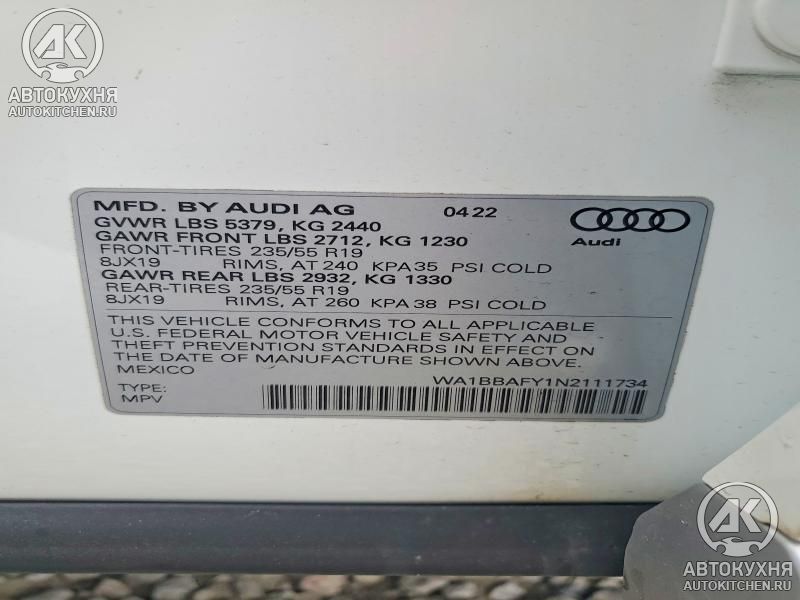 АК
АВТОКУХНЯ
AUTOKITCHEN.RU
MFD. BY AUDI AG 04 22
GVWR LBS 5379, KG 2440
GAWR FRONT LBS 2712, KG 1230
FRONT-TIRES 235/55 R19
8JX19 RIMS, AT 240 KPA 35 PSI COLD
GAWR REAR LBS 2932, KG 1330
REAR-TIRES 235/55 R19
8JX19 RIMS, AT 260 KPA 38 PSI COLD
Audi
THIS VEHICLE CONFORMS TO ALL APPLICABLE
U.S. FEDERAL MOTOR VEHICLE SAFETY AND
THEFT PREVENTION STANDARDS IN EFFECT ON
THE DATE OF MANUFACTURE SHOWN ABOVE.
MEXICO
WA1BBAFY1N2111734
TYPE:
MPV
АК
АВТОКУХНЯ
AUTOKITCHEN.RU